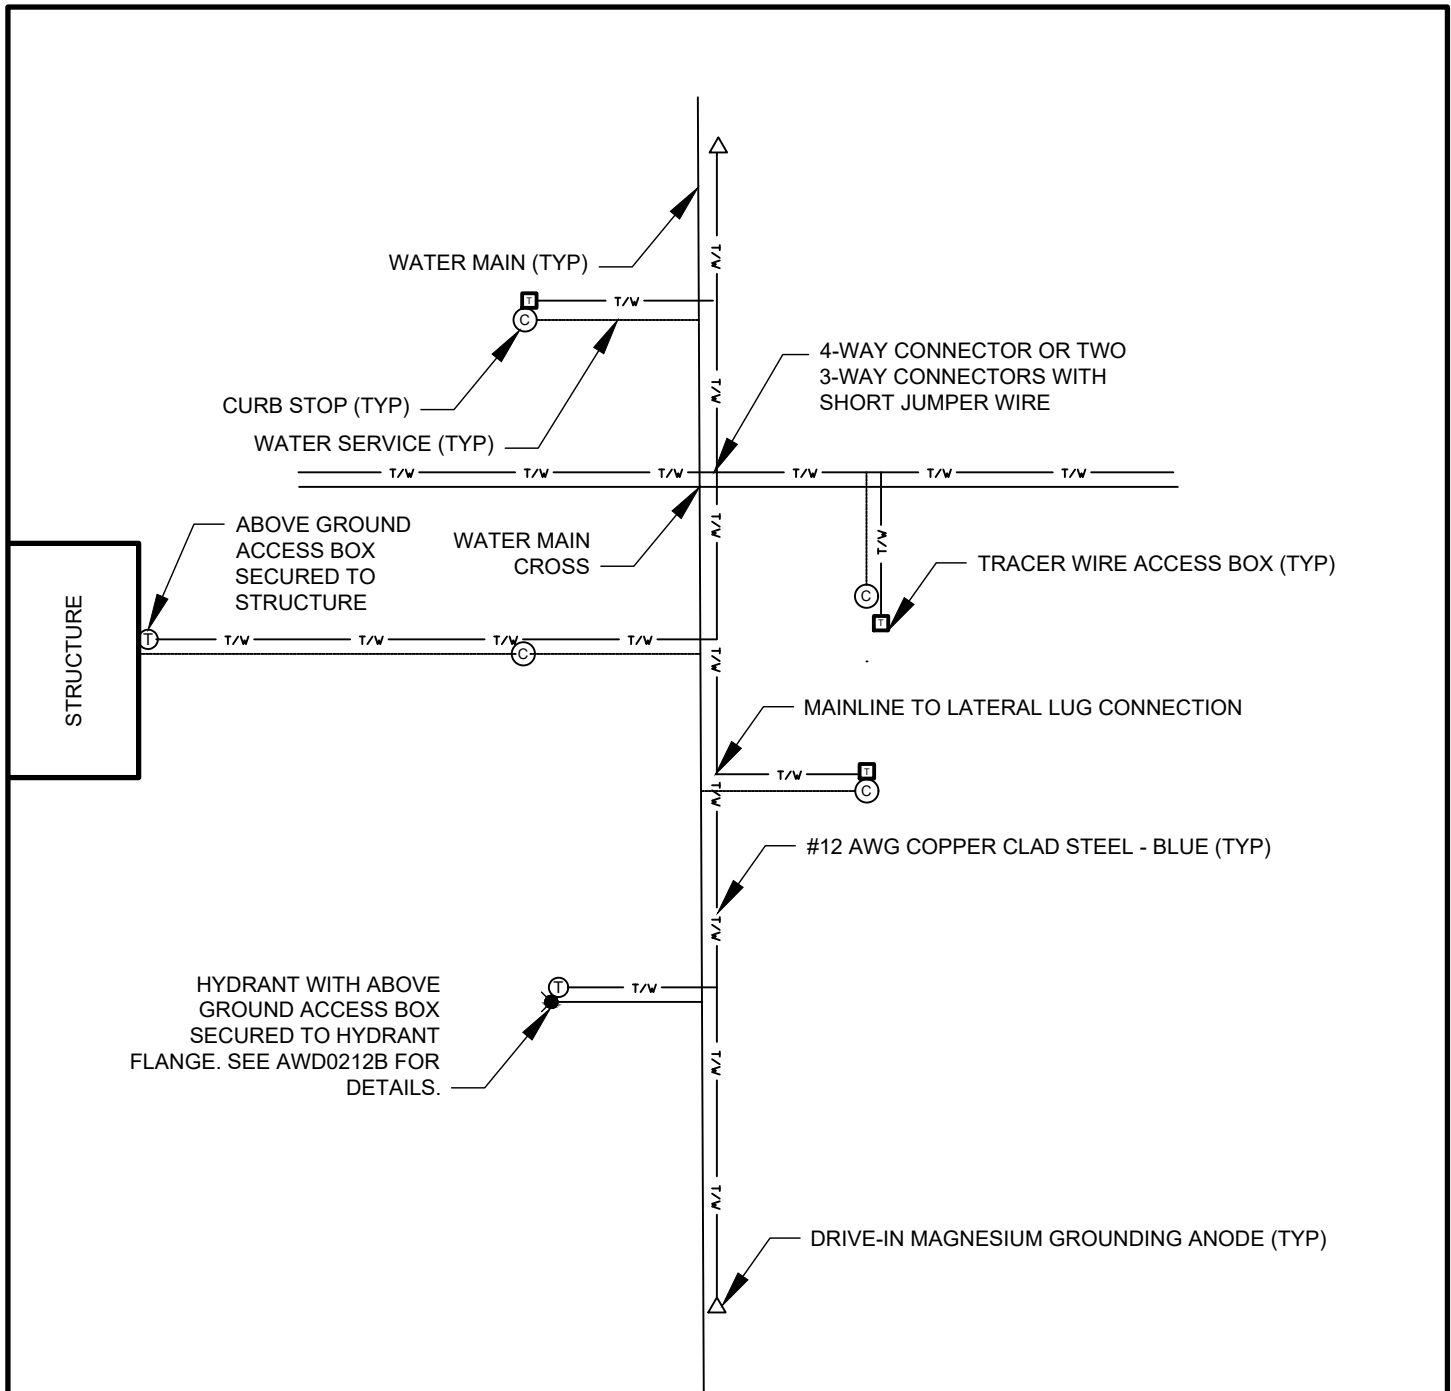 T/W
WATER MAIN (TYP)
T
T/W
C
T/W
4-WAY CONNECTOR OR TWO
3-WAY CONNECTORS WITH
SHORT JUMPER WIRE
CURB STOP (TYP)
WATER SERVICE (TYP)
T/W T/W T/W T/W T/W T/W
ABOVE GROUND
ACCESS BOX
SECURED TO
STRUCTURE
WATER MAIN
CROSS
T/W
T/W
TRACER WIRE ACCESS BOX (TYP)
C
T
STRUCTURE
T T/W T/W T/W T/W
C
T/W
MAINLINE TO LATERAL LUG CONNECTION
T/W
T
C
T/W
#12 AWG COPPER CLAD STEEL - BLUE (TYP)
T/W
HYDRANT WITH ABOVE
GROUND ACCESS BOX
SECURED TO HYDRANT
FLANGE. SEE AWD0212B FOR
DETAILS.
T
T/W
T/W
T/W
DRIVE-IN MAGNESIUM GROUNDING ANODE (TYP)